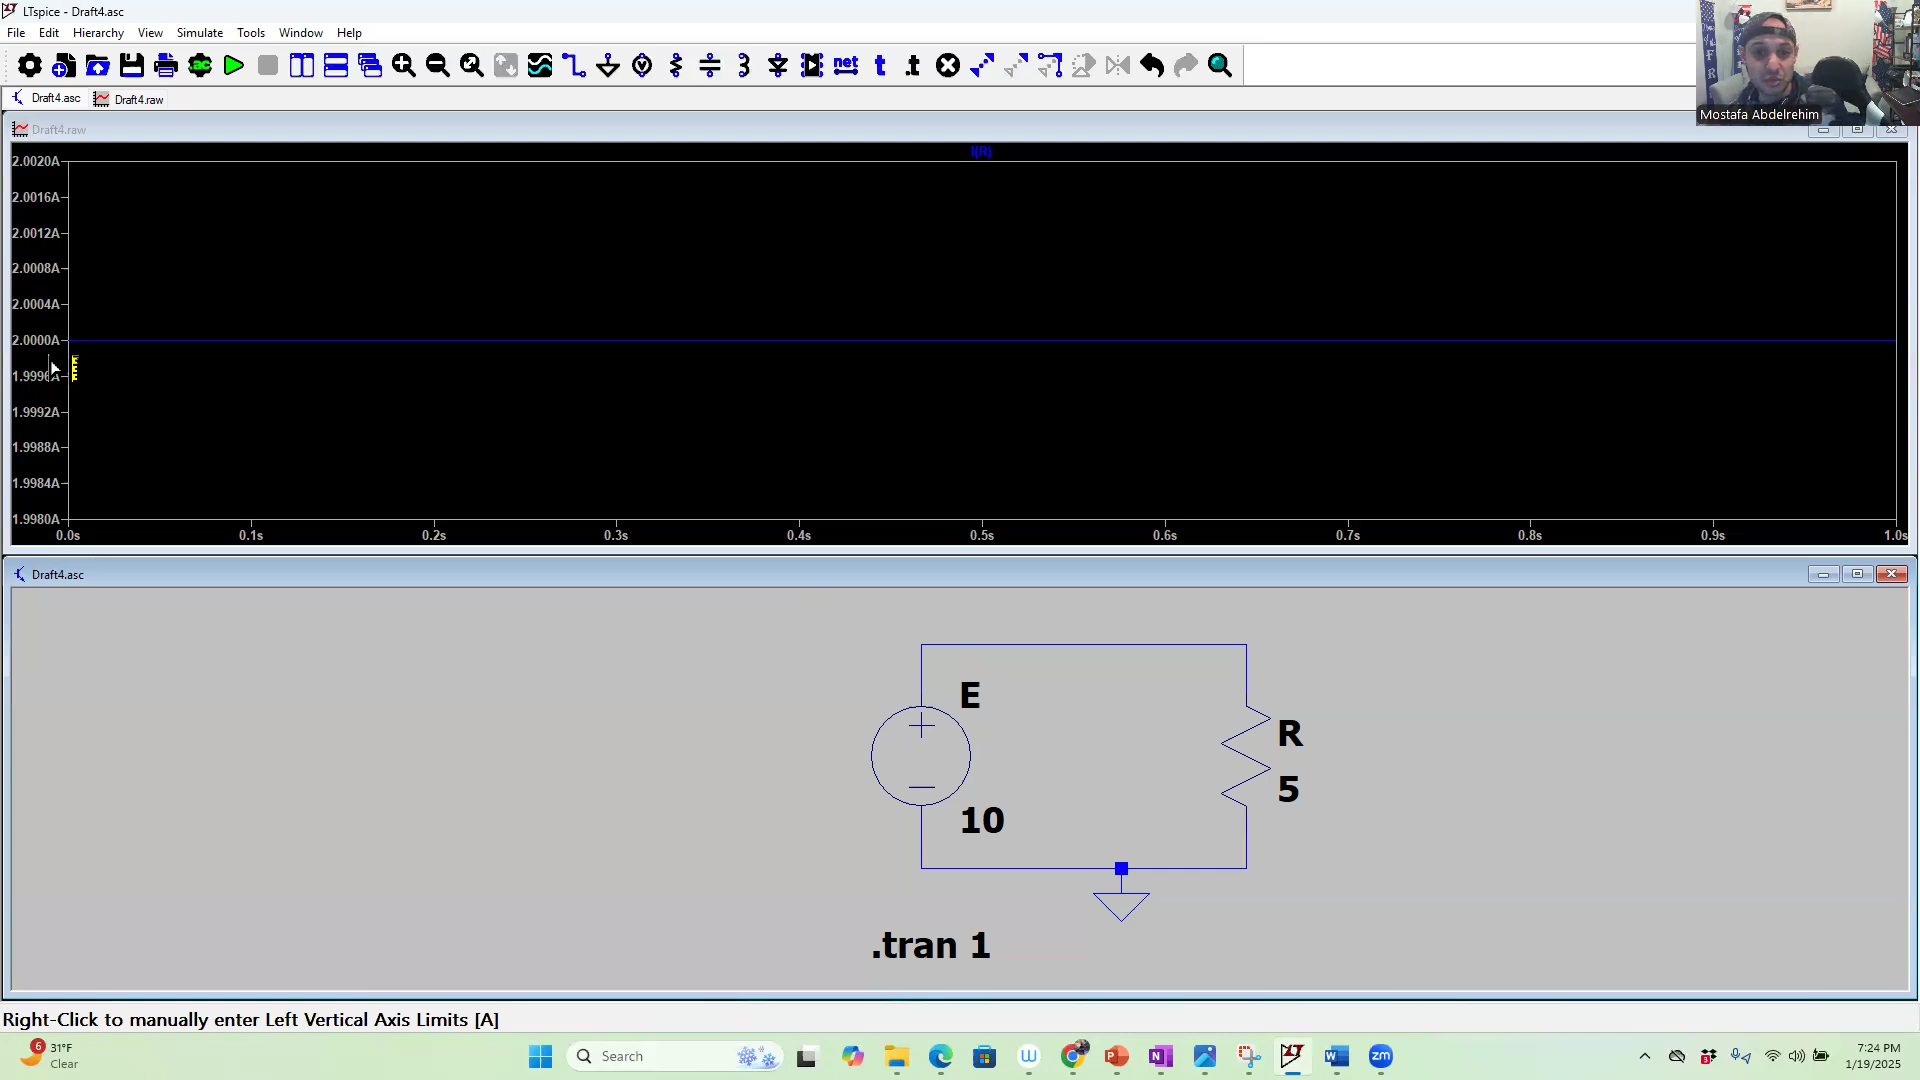 LTspice - Draft4.asc
File Edit Hierarchy View Simulate Tools Window Help
.ac net t .t
Draft4.asc Draft4.raw
Mostafa Abdelrehim
Draft4.raw
I(R)
2.0020A
2.0016A
2.0012A
2.0008A
2.0004A
2.0000A
1.9996A
1.9992A
1.9988A
1.9984A
1.9980A
0.0s 0.1s 0.2s 0.3s 0.4s 0.5s 0.6s 0.7s 0.8s 0.9s 1.0s
Draft4.asc
E
R
5
10
.tran 1
Right-Click to manually enter Left Vertical Axis Limits [A]
6 31°F
Clear
Search
7:24 PM
1/19/2025